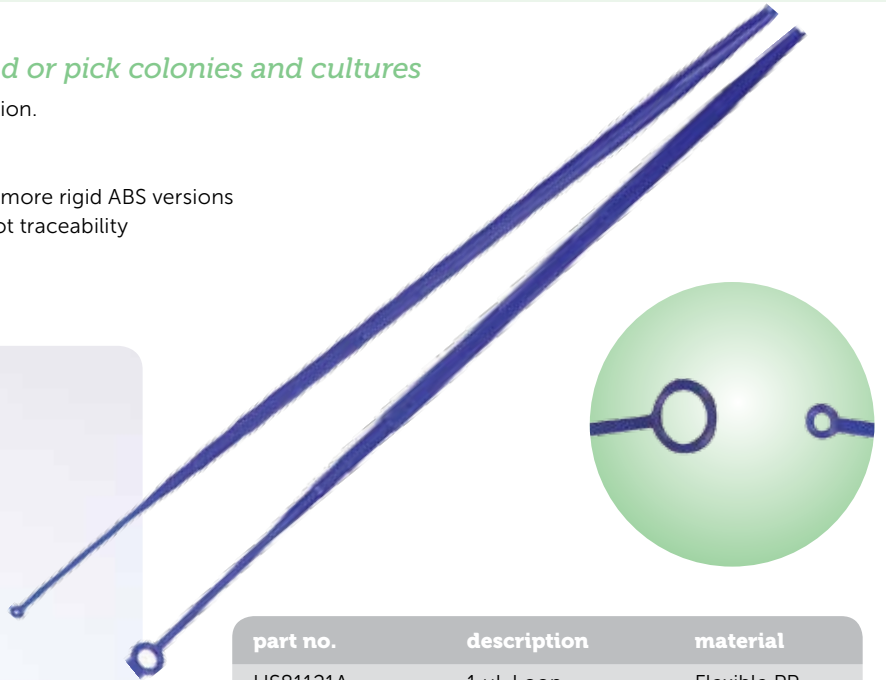 d or pick colonies and cultures
ion.
more rigid ABS versions
ot traceability
part no. description material